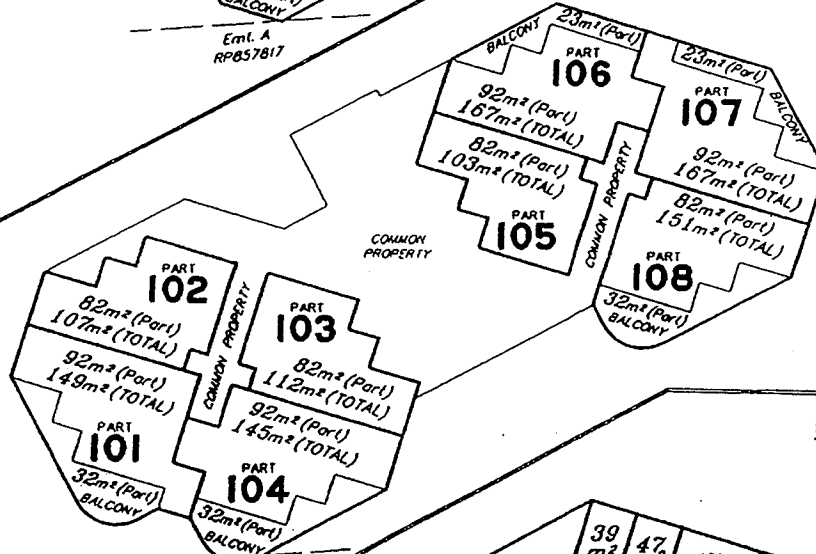 BALCONY
Emt. A
RP857817
BALCONY
23m² (Part)
PART
106
92m² (Part)
167m² (TOTAL)
23m² (Part)
BALCONY
PART
107
92m² (Part)
167m² (TOTAL)
82m² (Part)
103m² (TOTAL)
PART
105
COMMON PROPERTY
82m² (Part)
151m² (TOTAL)
PART
108
32m² (Part)
BALCONY
COMMON
PROPERTY
PART
102
82m² (Part)
107m² (TOTAL)
COMMON PROPERTY
PART
103
82m² (Part)
112m² (TOTAL)
92m² (Part)
149m² (TOTAL)
PART
101
32m² (Part)
BALCONY
92m² (Part)
145m² (TOTAL)
PART
104
32m² (Part)
BALCONY
39
m²
47